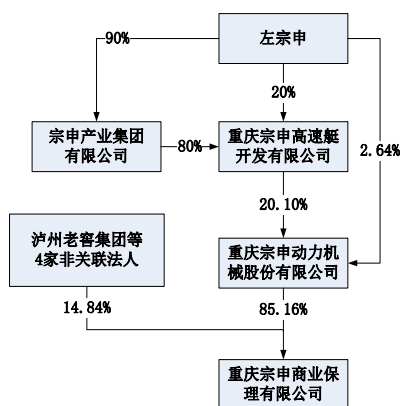 90%
左宗申
20%
宗申产业集团
有限公司
80%
重庆宗申高速艇
开发有限公司
2.64%
20.10%
泸州老窖集团等
4家非关联法人
重庆宗申动力机
械股份有限公司
14.84%
85.16%
重庆宗申商业保
理有限公司